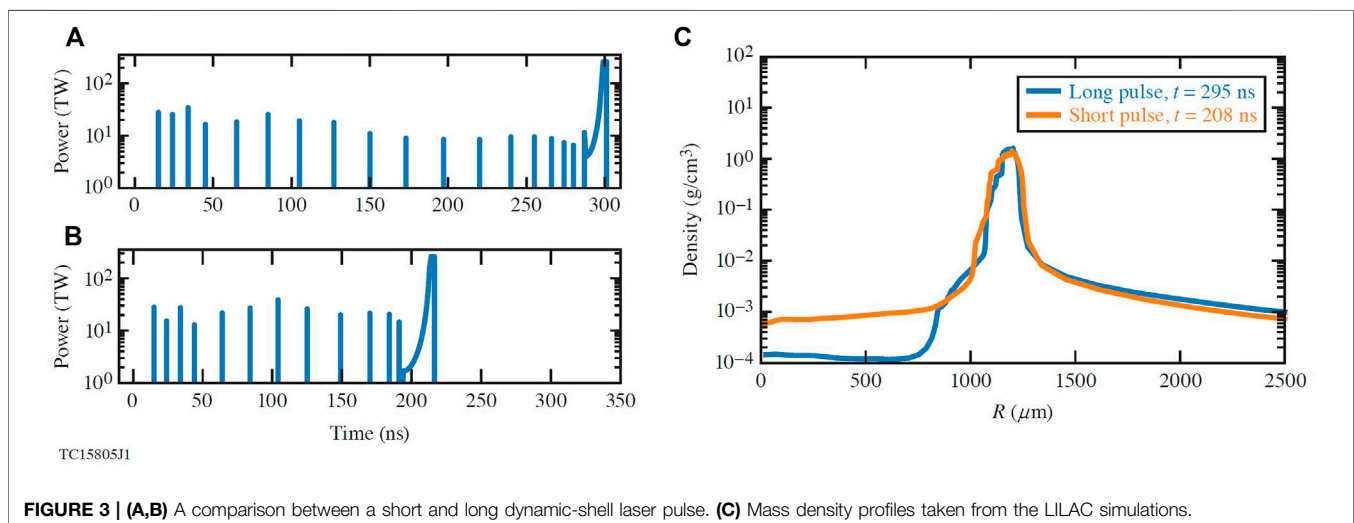 A
Power (TW)
10²
10¹
10⁰
0 50 100 150 200 250 300
B
Power (TW)
10²
10¹
10⁰
0 50 100 150 200 250 300 350
Time (ns)
TC15805J1
C
Density (g/cm³)
10²
10¹
10⁰
10⁻¹
10⁻²
10⁻³
10⁻⁴
Long pulse, t = 295 ns
Short pulse, t = 208 ns
0 500 1000 1500 2000 2500
R (μm)
FIGURE 3 | (A,B) A comparison between a short and long dynamic-shell laser pulse. (C) Mass density profiles taken from the LILAC simulations.